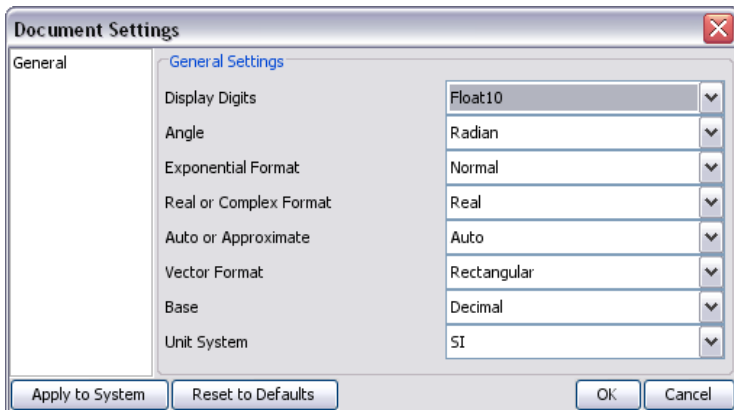 Document Settings
General
General Settings
Display Digits Float10
Angle Radian
Exponential Format Normal
Real or Complex Format Real
Auto or Approximate Auto
Vector Format Rectangular
Base Decimal
Unit System SI
Apply to System Reset to Defaults OK Cancel